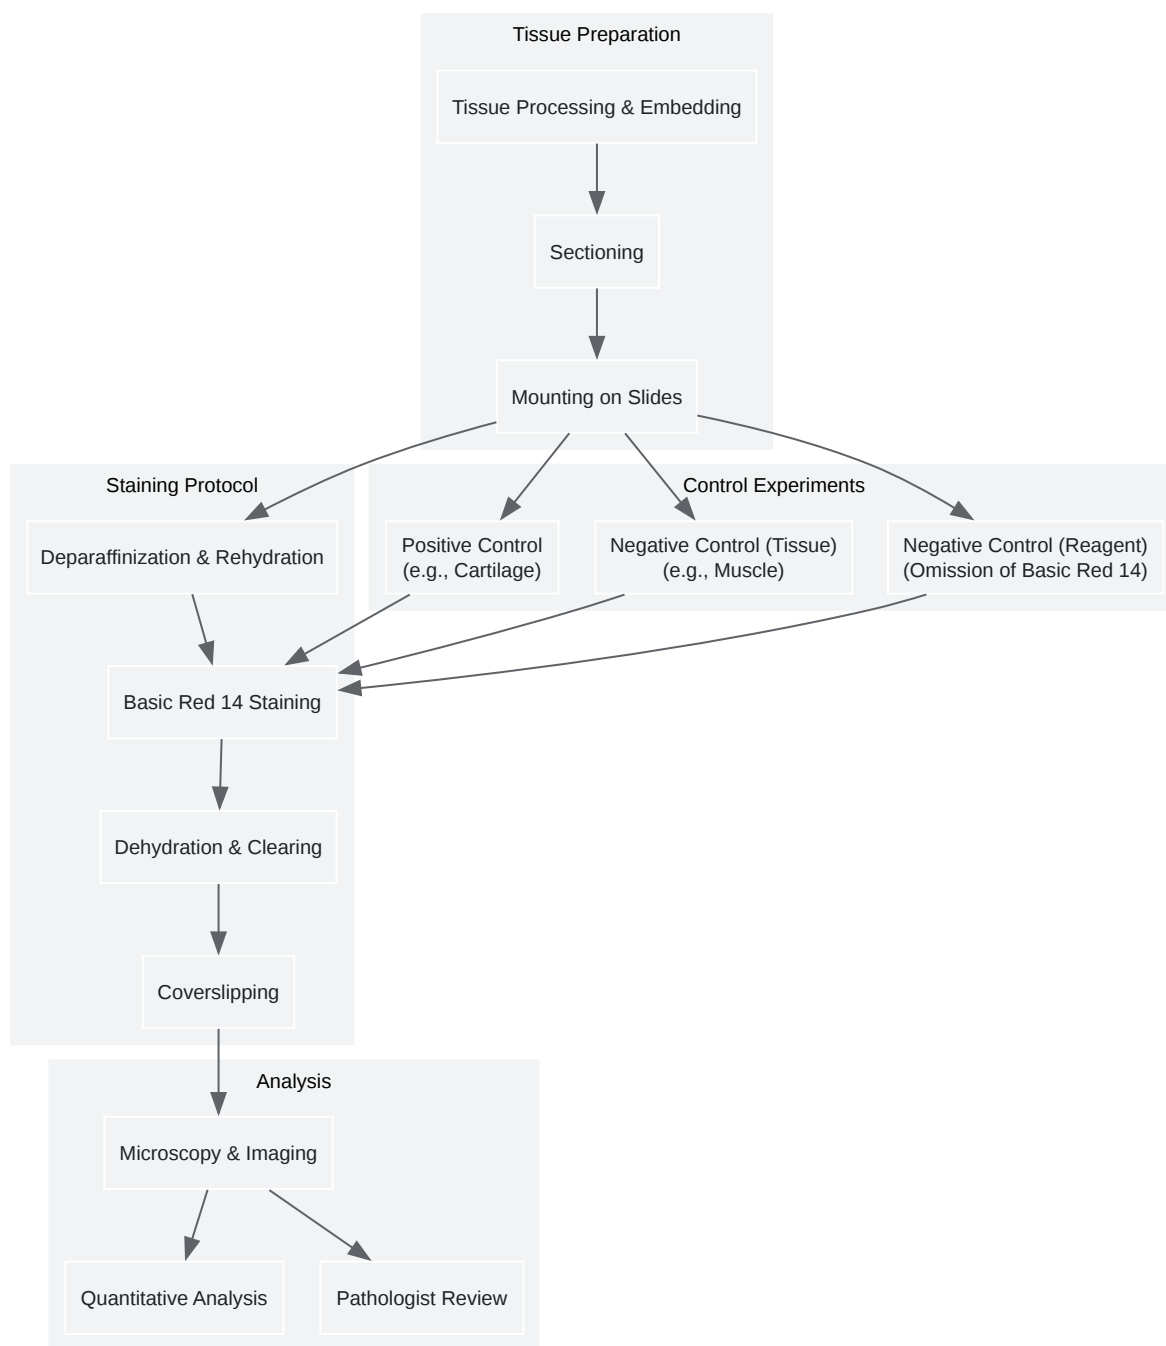 Tissue Preparation
Tissue Processing & Embedding
Sectioning
Mounting on Slides
Staining Protocol
Deparaffinization & Rehydration
Control Experiments
Positive Control
(e.g., Cartilage)
Negative Control (Tissue)
(e.g., Muscle)
Negative Control (Reagent)
(Omission of Basic Red 14)
Basic Red 14 Staining
Dehydration & Clearing
Coverslipping
Analysis
Microscopy & Imaging
Quantitative Analysis
Pathologist Review